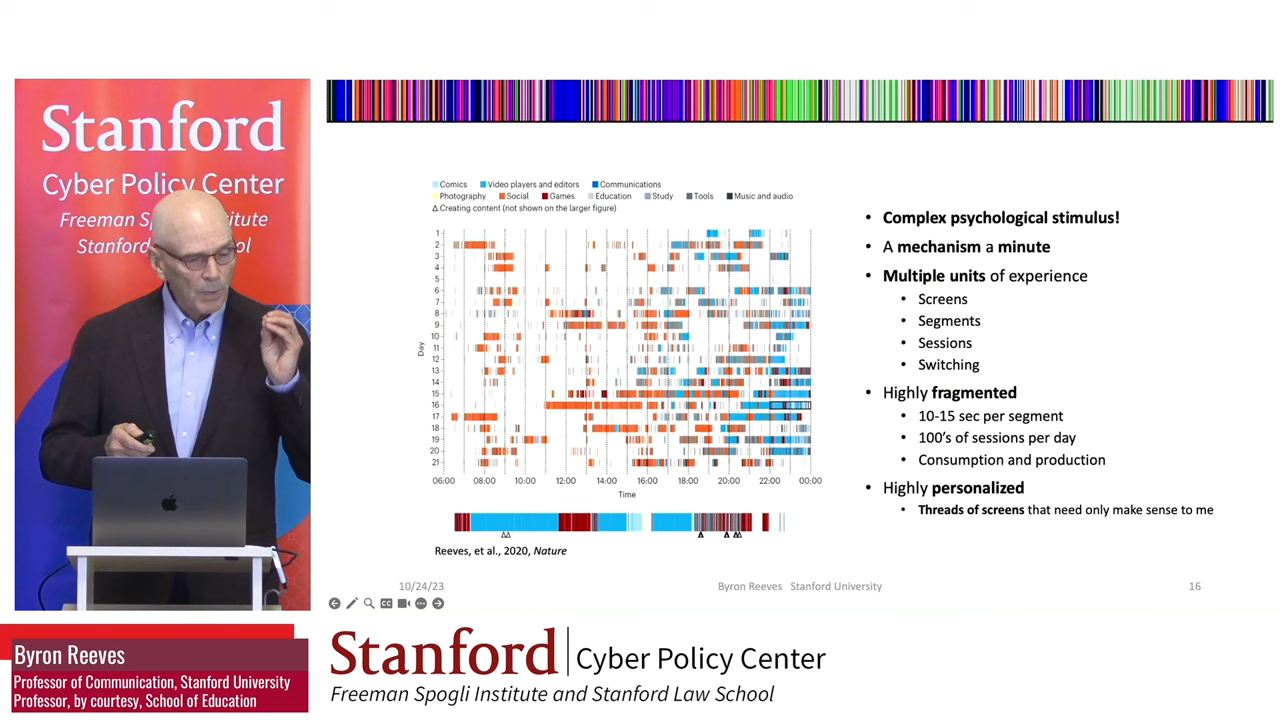 Stanford
Cyber Policy Center
Freeman Sp
itute
Stanford
ol
Comics Video players and editors Communications
Photography Social Games Education Study Tools Music and audio
Δ Creating content (not shown on the larger figure)
Day
1
2
3
4
5
6
7
8
9
10
11
12
13
14
15
16
17
18
19
20
21
06:00 08:00 09:00 12:00 14:00 16:00 18:00 20:00 22:00 00:00
Time
Reeves, et al., 2020, Nature
• Complex psychological stimulus!
• A mechanism a minute
• Multiple units of experience
• Screens
• Segments
• Sessions
• Switching
• Highly fragmented
• 10-15 sec per segment
• 100's of sessions per day
• Consumption and production
• Highly personalized
• Threads of screens that need only make sense to me
10/24/23 Byron Reeves Stanford University 16
CC
Byron Reeves
Professor of Communication, Stanford University
Professor, by courtesy, School of Education
Stanford Cyber Policy Center
Freeman Spogli Institute and Stanford Law School